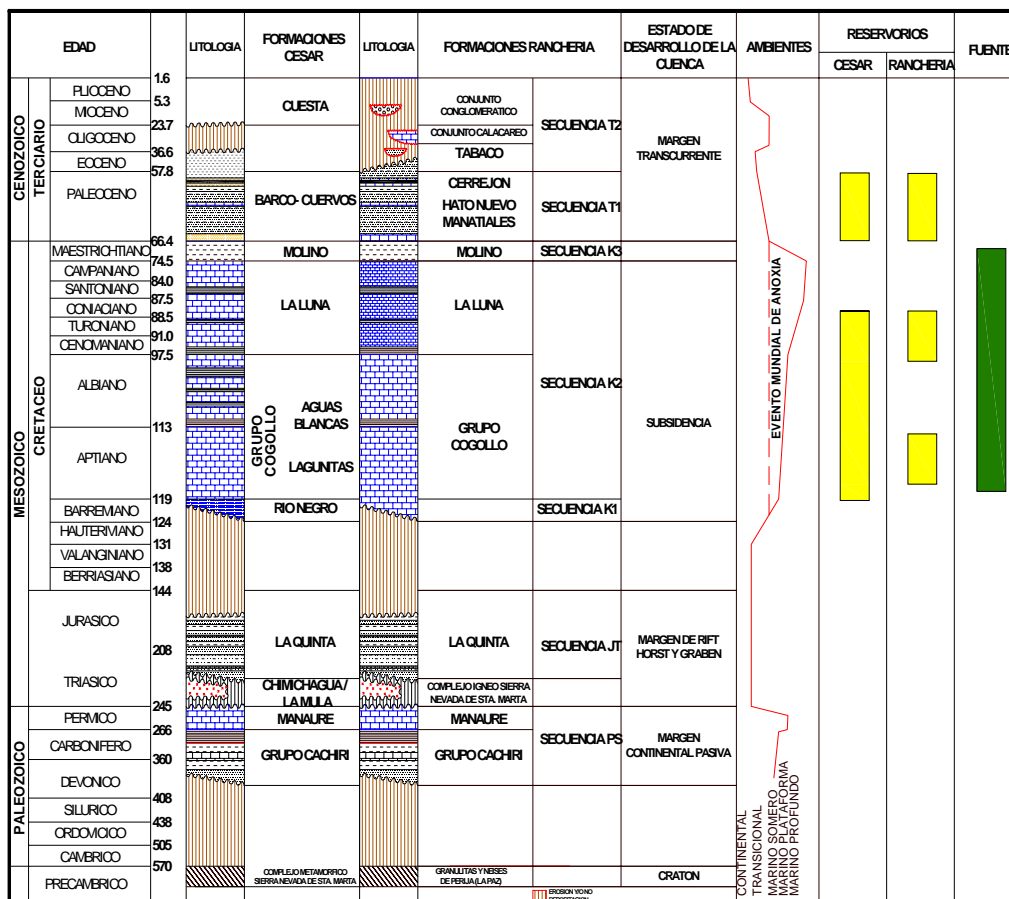 EDAD
LITOLOGIA
FORMACIONES
CESAR
LITOLOGIA
FORMACIONES RANCHERIA
ESTADO DE
DESARROLLO DE LA
CUENCA
AMBIENTES
RESERVORIOS
CESAR
RANCHERIA
FUENTE
CENOZOICO
TERCIARIO
1.6
PLIOCENO
5.3
MIOCENO
23.7
OLIGOCENO
36.6
EOCENO
57.8
PALEOCENO
66.4
CUESTA
BARCO- CUERVOS
CONJUNTO
CONGLOMERATICO
CONJUNTO CALACAREO
TABACO
CERREJON
HATO NUEVO
MANATIALES
SECUENCIA T2
SECUENCIA T1
MARGEN
TRANSCURRENTE
MESOZOICO
CRETACEO
MAESTRICHTIANO
74.5
CAMPANIANO
84.0
SANTONIANO
87.5
CONIACIANO
88.5
TURONIANO
91.0
CENOMANIANO
97.5
ALBIANO
113
APTIANO
119
BARREMIANO
124
HAUTERIVIANO
131
VALANGINIANO
138
BERRIASIANO
144
MOLINO
MOLINO
SECUENCIA K3
LA LUNA
LA LUNA
GRUPO
COGOLLO
AGUAS
BLANCAS
LAGUNITAS
GRUPO
COGOLLO
SECUENCIA K2
SUBSIDENCIA
EVENTO MUNDIAL DE ANOXIA
RIO NEGRO
SECUENCIA K1
JURASICO
208
TRIASICO
245
LA QUINTA
LA QUINTA
SECUENCIA JT
MARGEN DE RIFT
HORST Y GRABEN
CHIMICHAGUA /
LA MULA
COMPLEJO IGNEO SIERRA
NEVADA DE STA. MARTA
PALEOZOICO
PERMICO
266
CARBONIFERO
360
DEVONICO
408
SILURICO
438
ORDOVICICO
505
CAMBRICO
570
MANAURE
MANAURE
GRUPO CACHIRI
GRUPO CACHIRI
SECUENCIA PS
MARGEN
CONTINENTAL PASIVA
CONTINENTAL
TRANSICIONAL
MARINO SOMERO
MARINO PLATAFORMA
MARINO PROFUNDO
PRECAMBRICO
COMPLEJO METAMORFICO
SIERRA NEVADA DE STA. MARTA
GRANULITAS Y NEISES
DE PERIJA (LA PAZ)
CRATON
EROSION Y/O NO